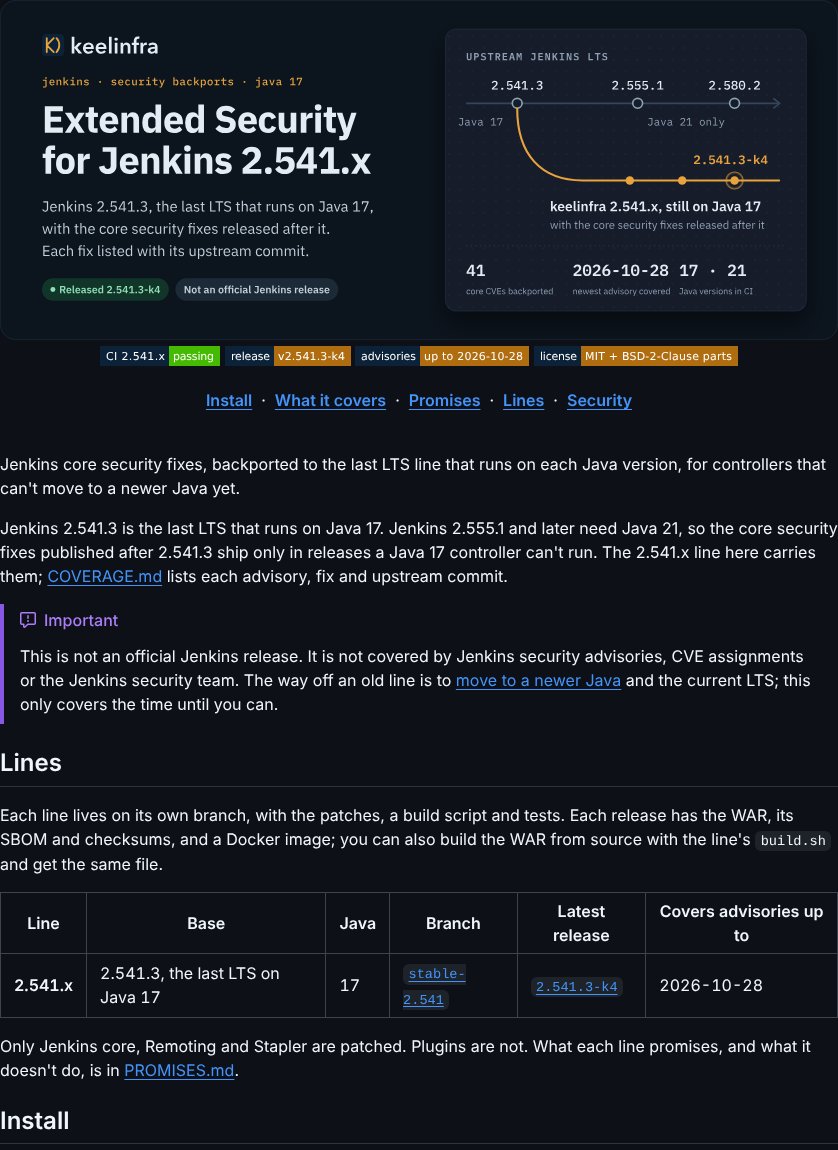 keelinfra
jenkins · security backports · java 17
Extended Security
for Jenkins 2.541.x
Jenkins 2.541.3, the last LTS that runs on Java 17,
with the core security fixes released after it.
Each fix listed with its upstream commit.
Released 2.541.3-k4
Not an official Jenkins release
UPSTREAM JENKINS LTS
2.541.3
2.555.1
2.580.2
Java 17
Java 21 only
2.541.3-k4
keelinfra 2.541.x, still on Java 17
with the core security fixes released after it
41
2026-10-28
17 · 21
core CVEs backported
newest advisory covered
Java versions in CI
CI 2.541.x passing
release v2.541.3-k4
advisories up to 2026-10-28
license MIT + BSD-2-Clause parts
Install · What it covers · Promises · Lines · Security
Jenkins core security fixes, backported to the last LTS line that runs on each Java version, for controllers that
can't move to a newer Java yet.
Jenkins 2.541.3 is the last LTS that runs on Java 17. Jenkins 2.555.1 and later need Java 21, so the core security
fixes published after 2.541.3 ship only in releases a Java 17 controller can't run. The 2.541.x line here carries
them; COVERAGE.md lists each advisory, fix and upstream commit.
Important
This is not an official Jenkins release. It is not covered by Jenkins security advisories, CVE assignments
or the Jenkins security team. The way off an old line is to move to a newer Java and the current LTS; this
only covers the time until you can.
Lines
Each line lives on its own branch, with the patches, a build script and tests. Each release has the WAR, its
SBOM and checksums, and a Docker image; you can also build the WAR from source with the line's build.sh
and get the same file.
Line
Base
Java
Branch
Latest
release
Covers advisories up
to
2.541.x
2.541.3, the last LTS on
Java 17
17
stable-
2.541
2.541.3-k4
2026-10-28
Only Jenkins core, Remoting and Stapler are patched. Plugins are not. What each line promises, and what it
doesn't do, is in PROMISES.md.
Install